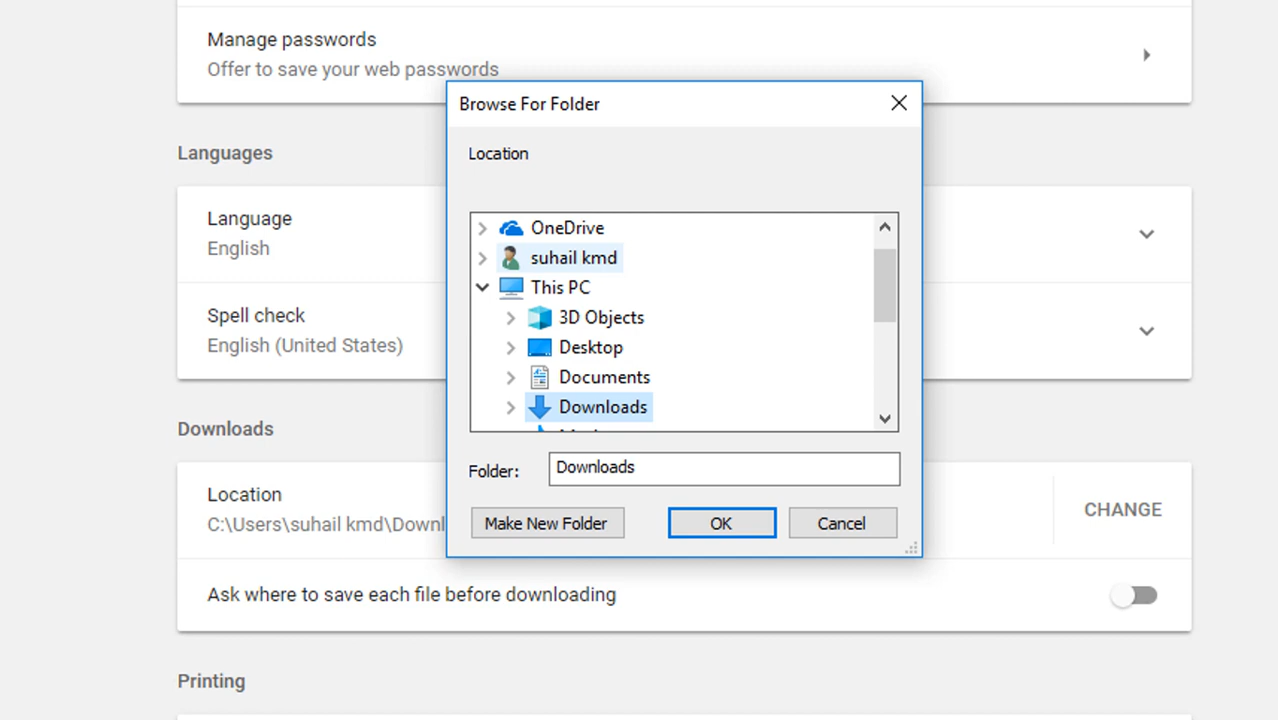 Manage passwords
Offer to save your web passwords
Browse For Folder
Location
Languages
Language
English
Spell check
English (United States)
OneDrive
suhail kmd
This PC
3D Objects
Desktop
Documents
Downloads
Folder: Downloads
Make New Folder OK Cancel
Downloads
Location
C:\Users\suhail kmd\Downl
CHANGE
Ask where to save each file before downloading
Printing